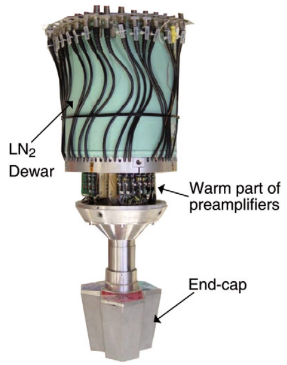 LN₂
Dewar
Warm part of
preamplifiers
End-cap